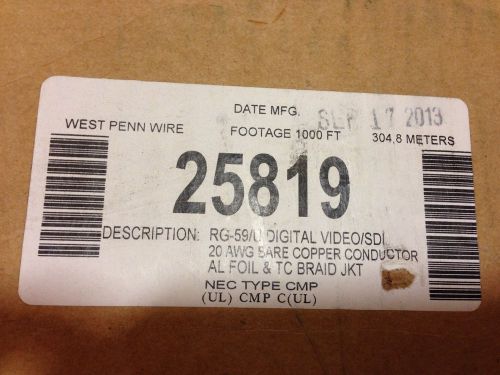 DATE MFG. SEP 17 2013
WEST PENN WIRE FOOTAGE 1000 FT 304.8 METERS
25819
DESCRIPTION: RG-59/U DIGITAL VIDEO/SDI
20 AWG BARE COPPER CONDUCTOR
AL FOIL & TC BRAID JKT
NEC TYPE CMP
(UL) CMP C(UL)